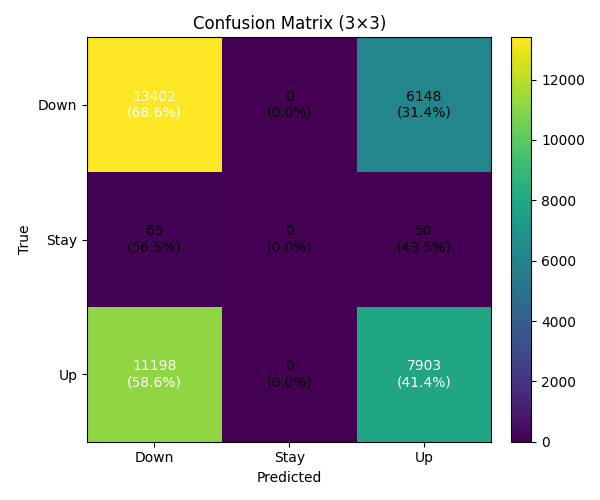 Confusion Matrix (3×3)
13402
(68.6%)
0
(0.0%)
6148
(31.4%)
65
(56.5%)
0
(0.0%)
50
(43.5%)
11198
(58.6%)
0
(0.0%)
7903
(41.4%)
Down
Stay
Up
True
Down
Stay
Up
Predicted
12000
10000
8000
6000
4000
2000
0